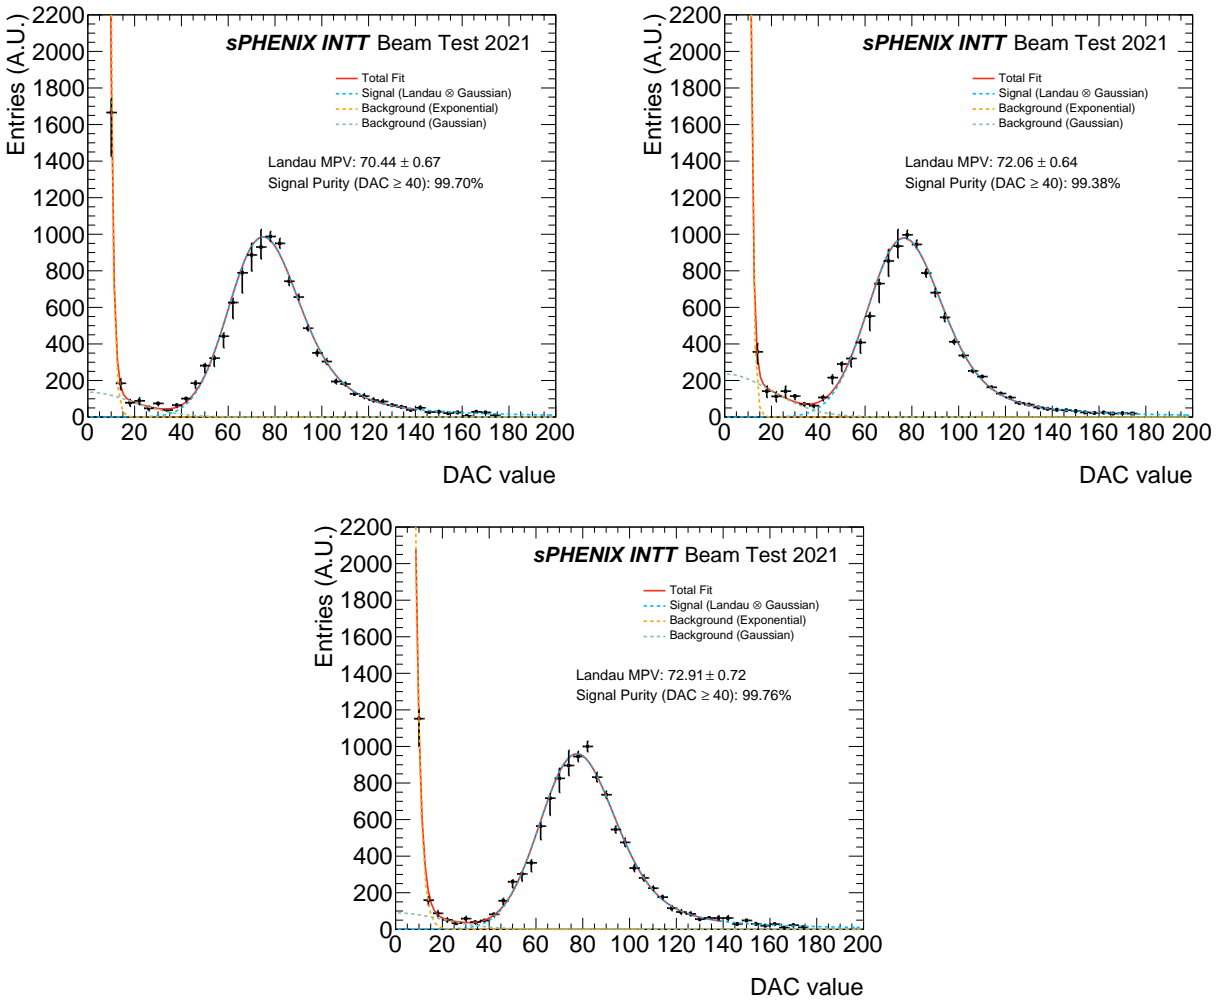 Entries (A.U.)
2200
2000
1800
1600
1400
1200
1000
800
600
400
200
0
sPHENIX INTT Beam Test 2021
Total Fit
Signal (Landau ⊗ Gaussian)
Background (Exponential)
Background (Gaussian)
Landau MPV: 70.44 ± 0.67
Signal Purity (DAC ≥ 40): 99.70%
0 20 40 60 80 100 120 140 160 180 200
DAC value
Entries (A.U.)
2200
2000
1800
1600
1400
1200
1000
800
600
400
200
0
sPHENIX INTT Beam Test 2021
Total Fit
Signal (Landau ⊗ Gaussian)
Background (Exponential)
Background (Gaussian)
Landau MPV: 72.06 ± 0.64
Signal Purity (DAC ≥ 40): 99.38%
0 20 40 60 80 100 120 140 160 180 200
DAC value
Entries (A.U.)
2200
2000
1800
1600
1400
1200
1000
800
600
400
200
0
sPHENIX INTT Beam Test 2021
Total Fit
Signal (Landau ⊗ Gaussian)
Background (Exponential)
Background (Gaussian)
Landau MPV: 72.91 ± 0.72
Signal Purity (DAC ≥ 40): 99.76%
0 20 40 60 80 100 120 140 160 180 200
DAC value